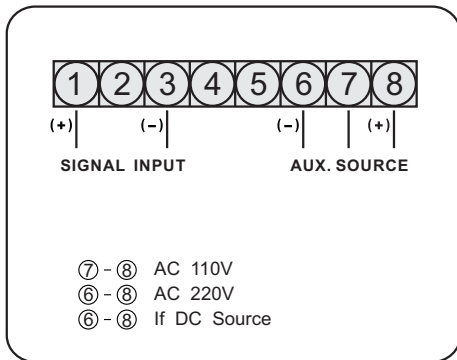 ① ② ③ ④ ⑤ ⑥ ⑦ ⑧
(+) (-) (-) (+)
SIGNAL INPUT AUX. SOURCE
⑦ - ⑧ AC 110V
⑥ - ⑧ AC 220V
⑥ - ⑧ If DC Source